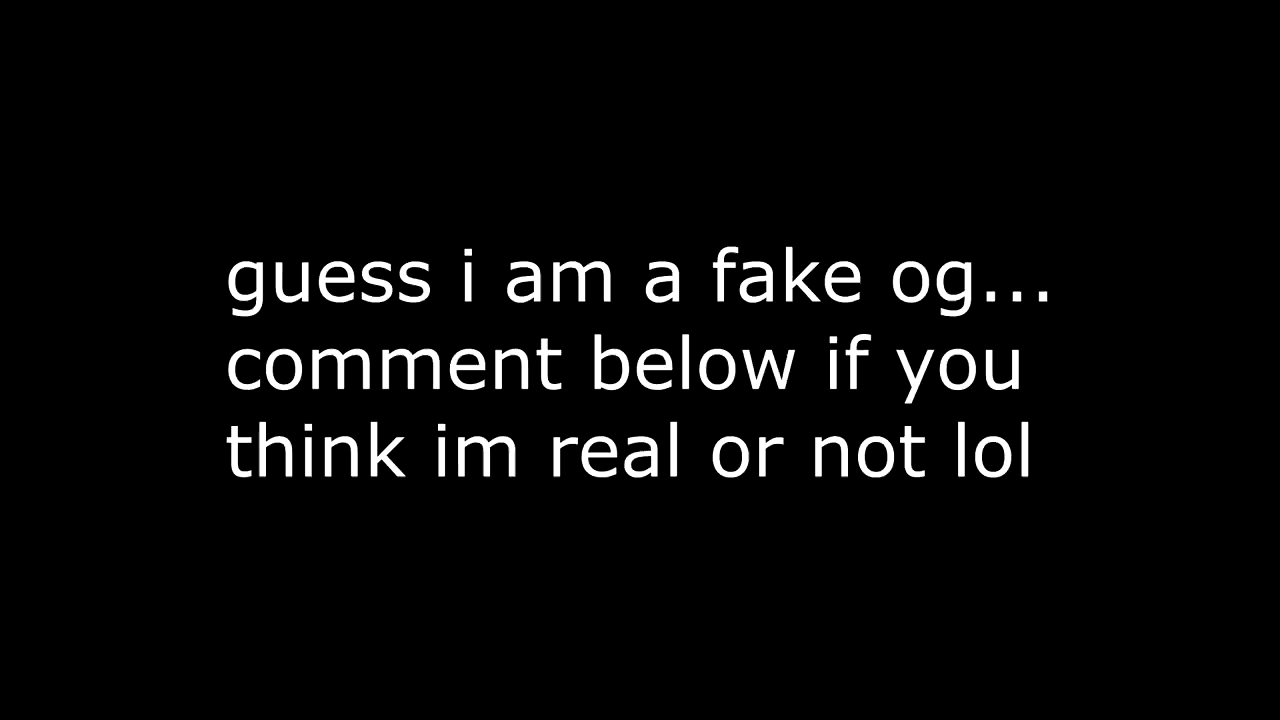 guess i am a fake og...
comment below if you
think im real or not lol